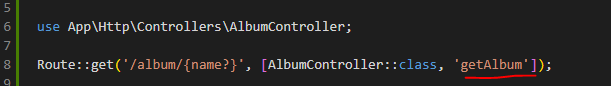 5
6 use App\Http\Controllers\AlbumController;
7
8 Route::get('/album/{name?}', [AlbumController::class, 'getAlbum']);
9